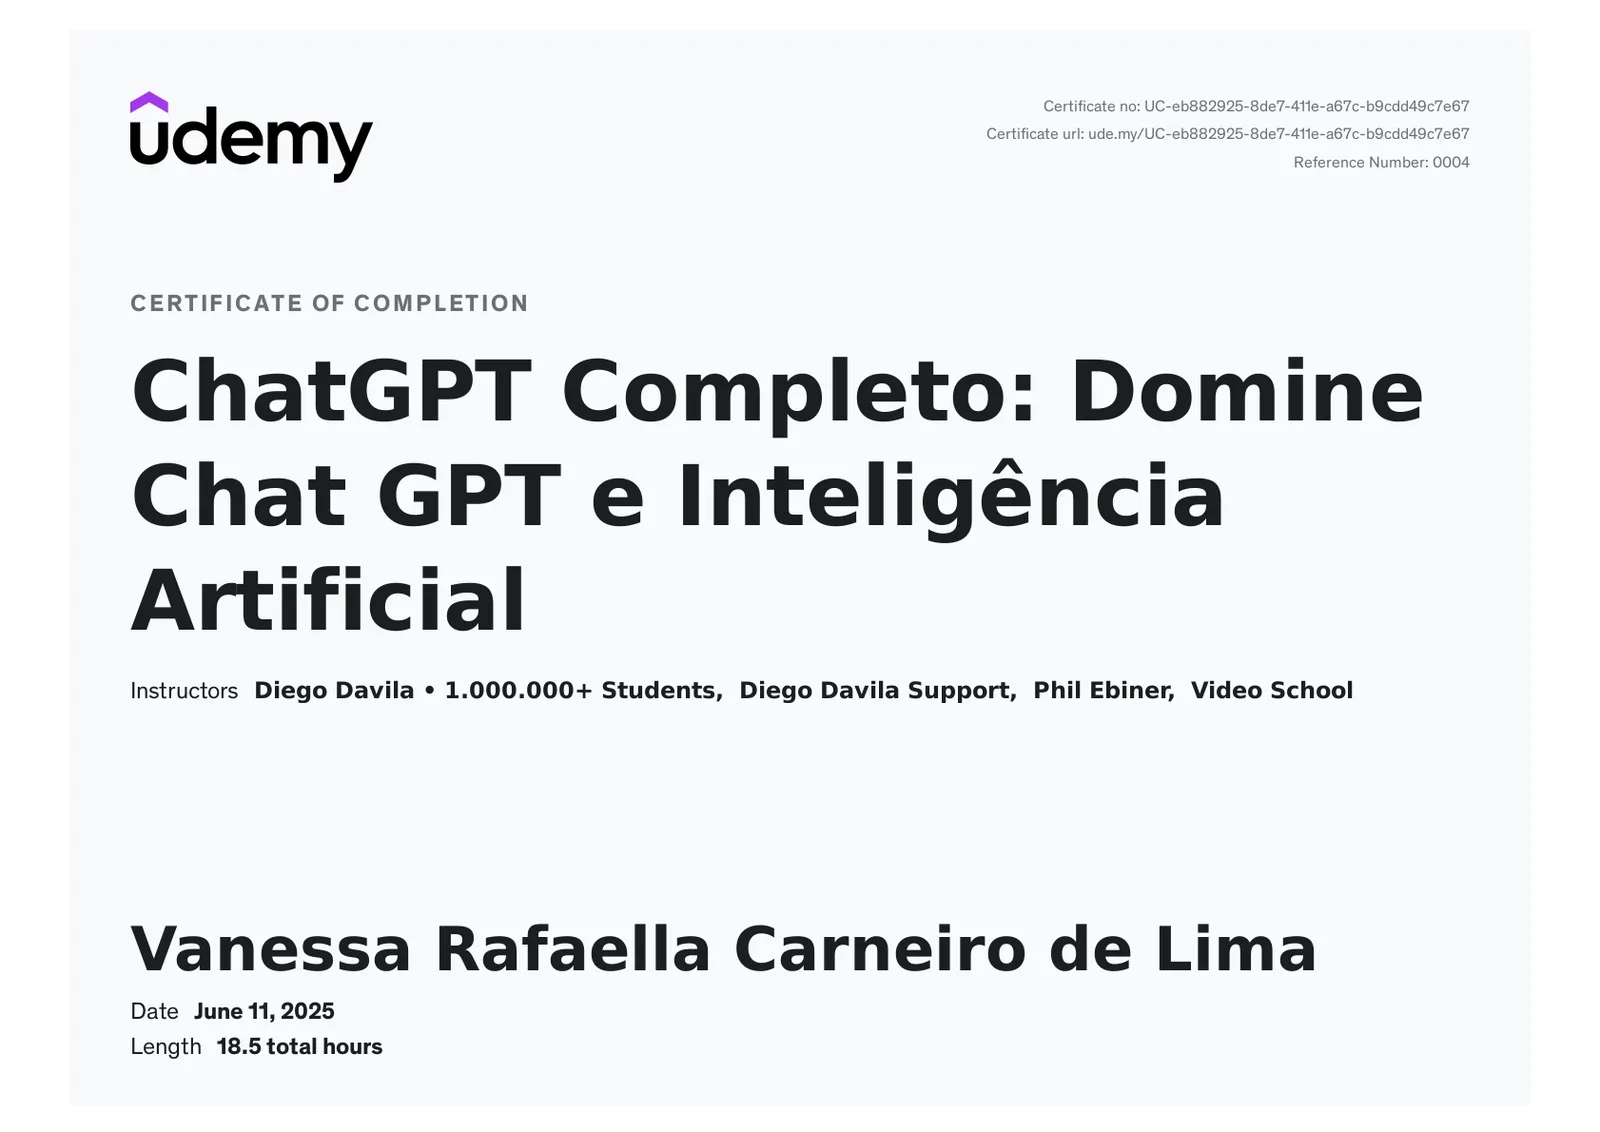 udemy
Certificate no: UC-eb882925-8de7-411e-a67c-b9cdd49c7e67
Certificate url: ude.my/UC-eb882925-8de7-411e-a67c-b9cdd49c7e67
Reference Number: 0004
CERTIFICATE OF COMPLETION
ChatGPT Completo: Domine
Chat GPT e Inteligência
Artificial
Instructors Diego Davila • 1.000.000+ Students, Diego Davila Support, Phil Ebiner, Video School
Vanessa Rafaella Carneiro de Lima
Date June 11, 2025
Length 18.5 total hours